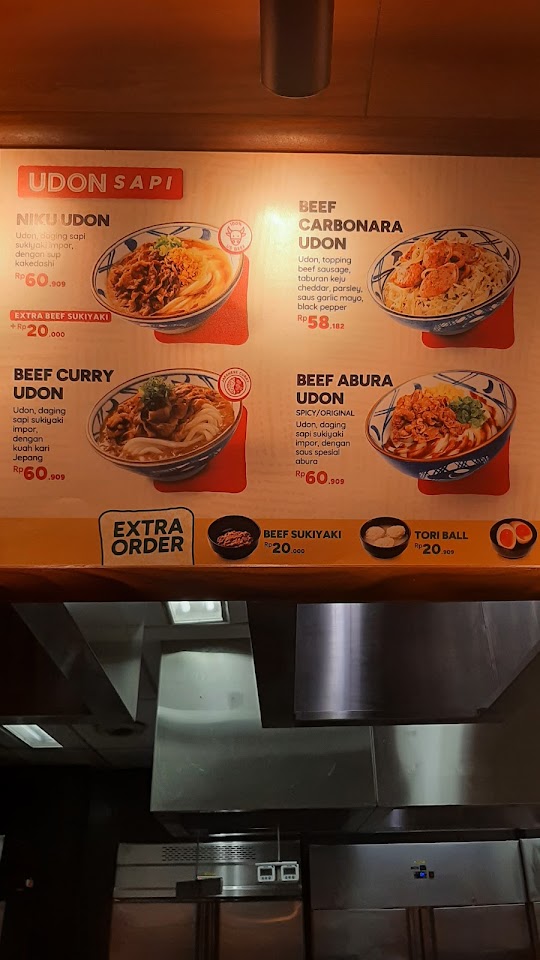 UDON SAPI
NIKU UDON
Udon, daging sapi
sukiyaki impor,
dengan sup
kakedashi
Rp60.909
EXTRA BEEF SUKIYAKI
+Rp20.000
BEEF
CARBONARA
UDON
Udon, topping
beef sausage,
taburan keju
cheddar, parsley,
saus garlic mayo,
black pepper
Rp58.182
BEEF CURRY
UDON
Udon, daging
sapi sukiyaki
impor,
dengan
kuah kari
Jepang
Rp60.909
BEEF ABURA
UDON
SPICY/ORIGINAL
Udon, daging
sapi sukiyaki
impor, dengan
saus spesial
abura
Rp60.909
EXTRA
ORDER
BEEF SUKIYAKI
Rp20.000
TORI BALL
Rp20.909